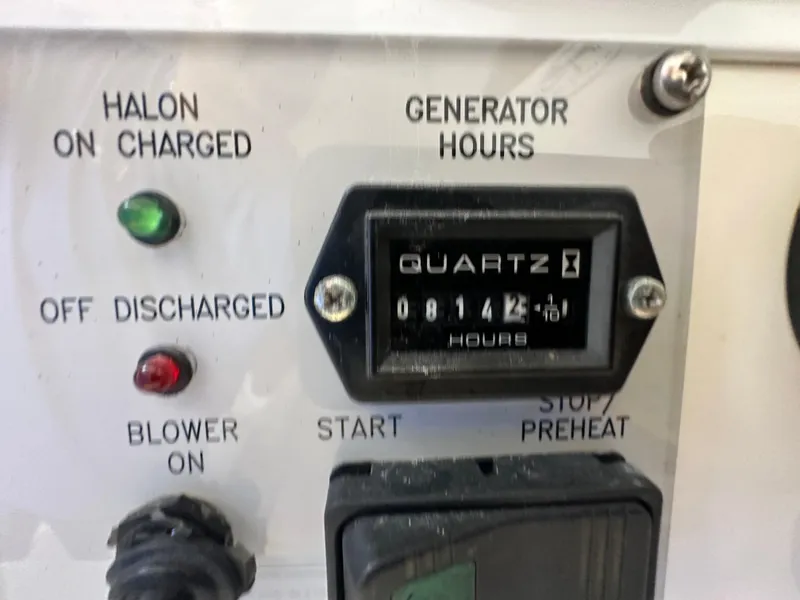 HALON
ON CHARGED
GENERATOR
HOURS
QUARTZ
OFF DISCHARGED
0 8 1 4 2 1/10
HOURS
BLOWER
ON
START
STOP/
PREHEAT